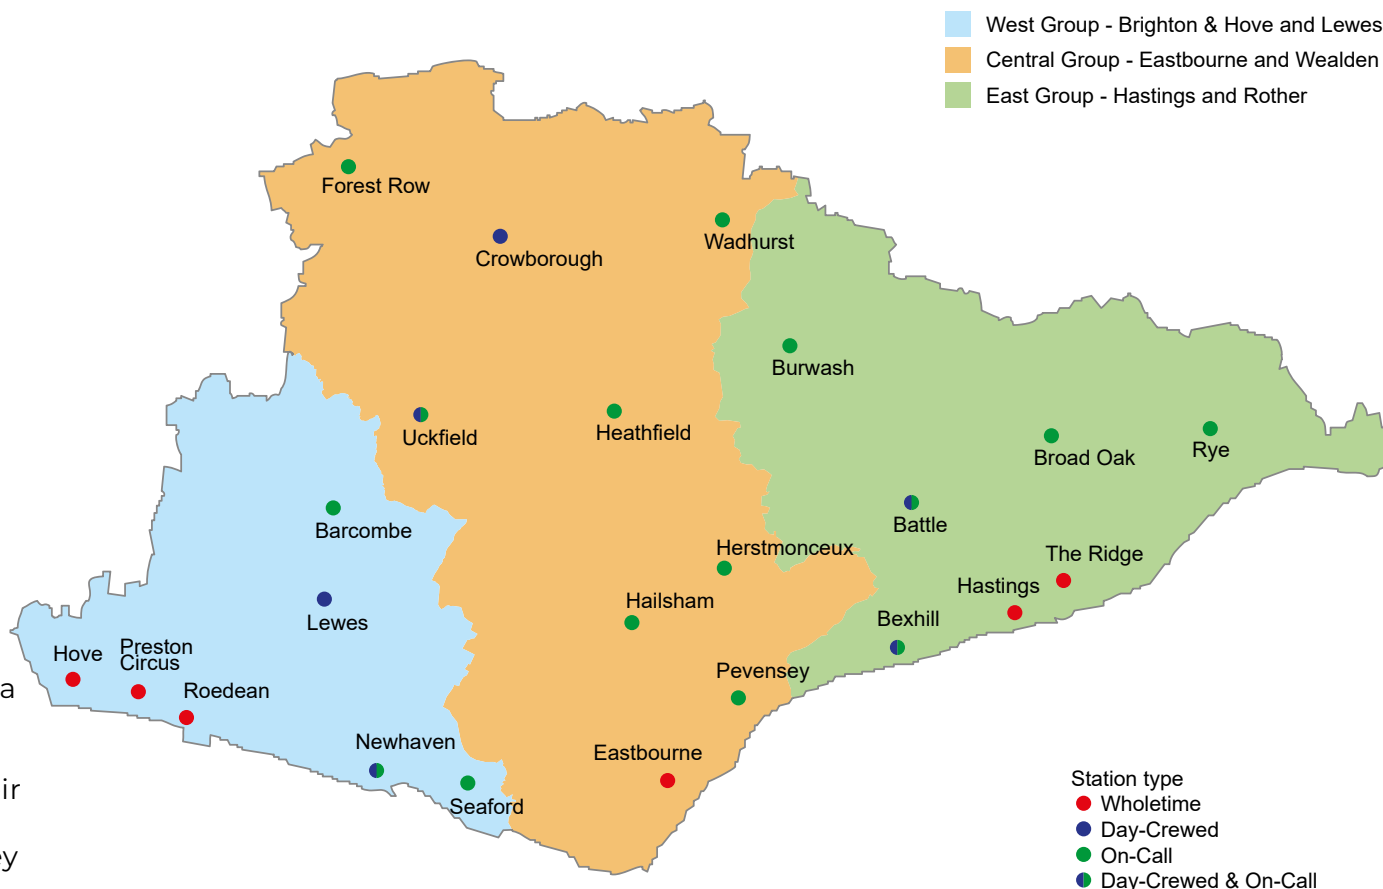 West Group - Brighton & Hove and Lewes
Central Group - Eastbourne and Wealden
East Group - Hastings and Rother
Forest Row
Wadhurst
Crowborough
Burwash
Uckfield
Heathfield
Broad Oak
Rye
Battle
Barcombe
Herstmonceux
The Ridge
Hastings
Hailsham
Bexhill
Lewes
Hove
Preston
Circus
Pevensey
Roedean
a
Newhaven
Eastbourne
Seaford
ir
ey
Station type
Wholetime
Day-Crewed
On-Call
Day-Crewed & On-Call